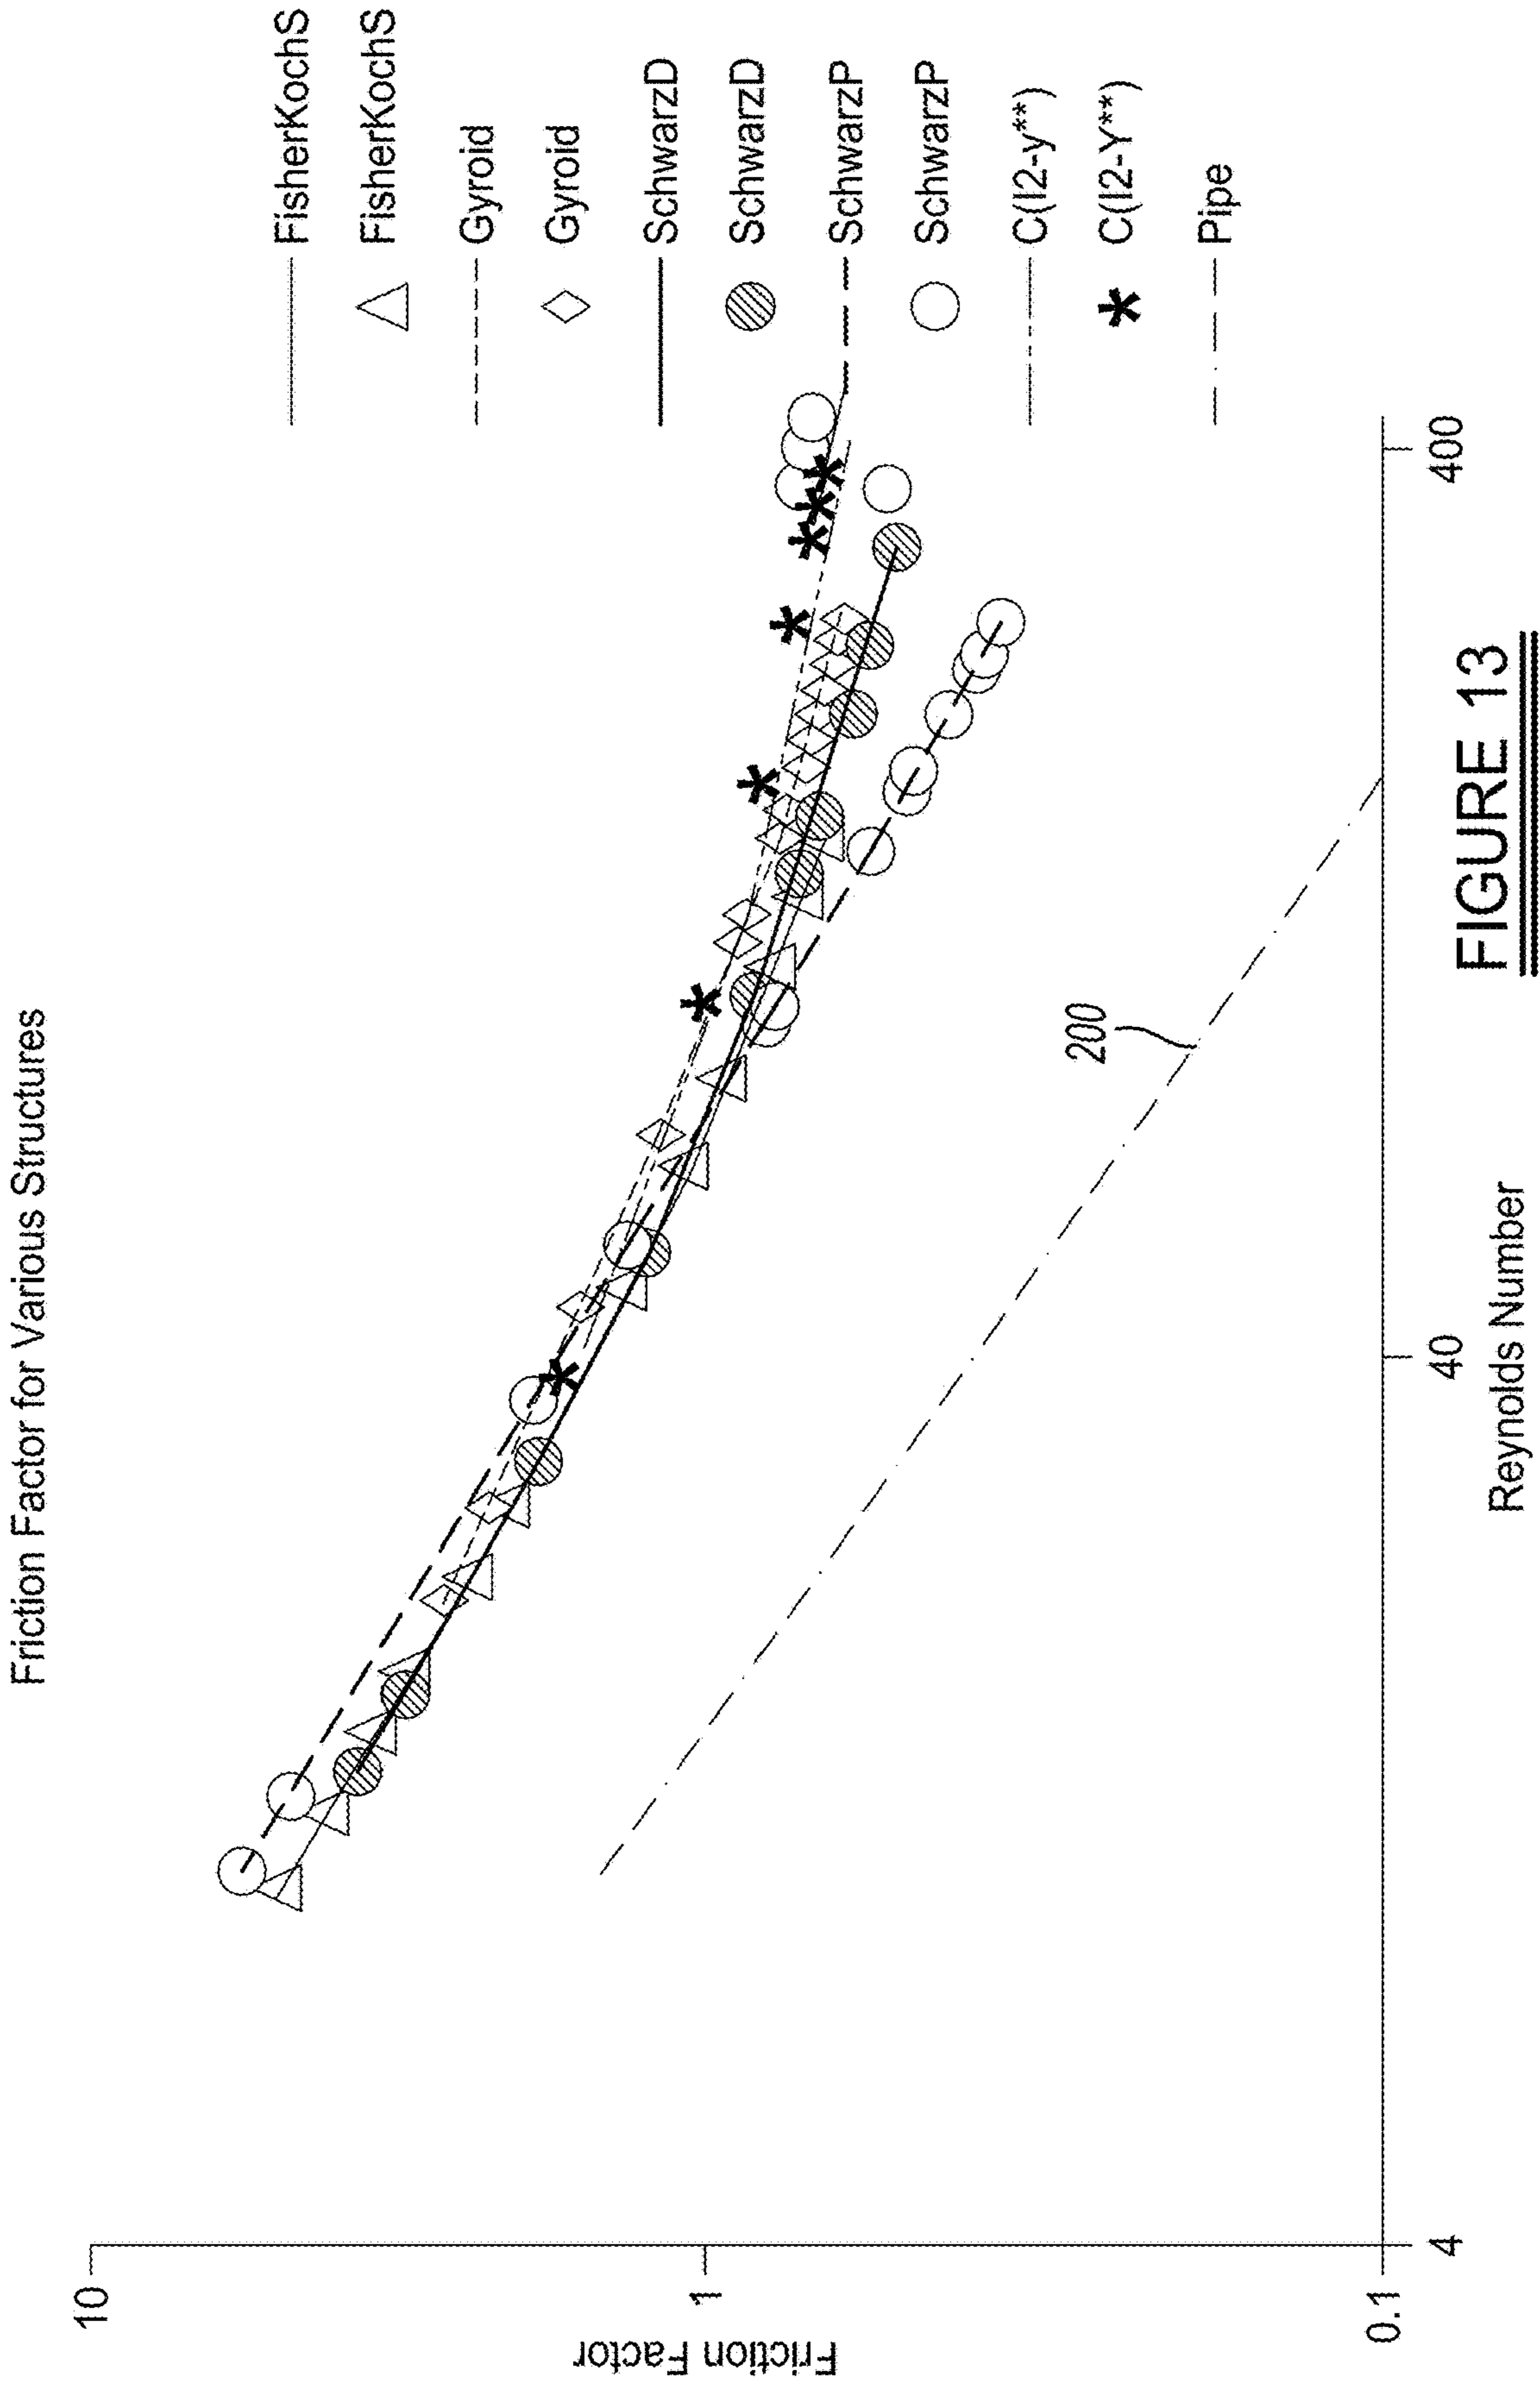 Friction Factor for Various Structures
10
1
0.1
Friction Factor
FisherKochS
FisherKochS
Gyroid
Gyroid
SchwarzD
SchwarzD
SchwarzP
SchwarzP
C(I2-y**)
C(I2-Y**)
Pipe
200
4
40
400
Reynolds Number
FIGURE 13